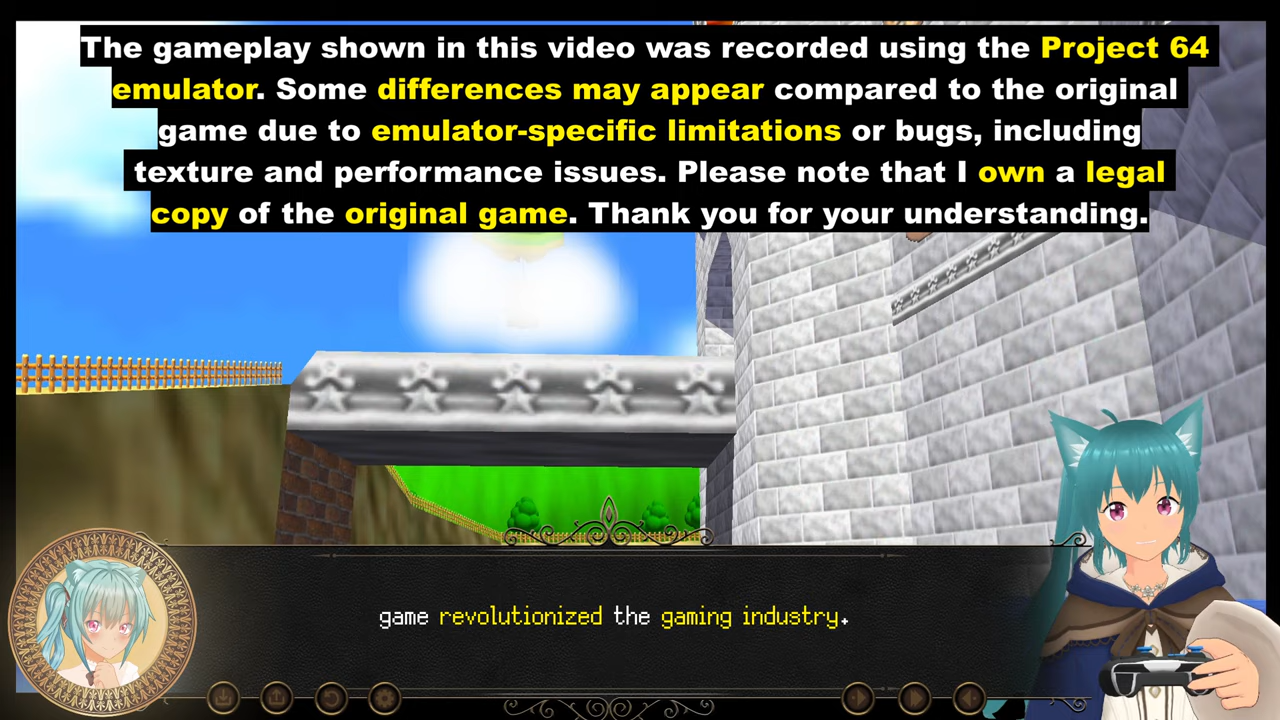 The gameplay shown in this video was recorded using the Project 64
emulator. Some differences may appear compared to the original
game due to emulator-specific limitations or bugs, including
texture and performance issues. Please note that I own a legal
copy of the original game. Thank you for your understanding.
game revolutionized the gaming industry.